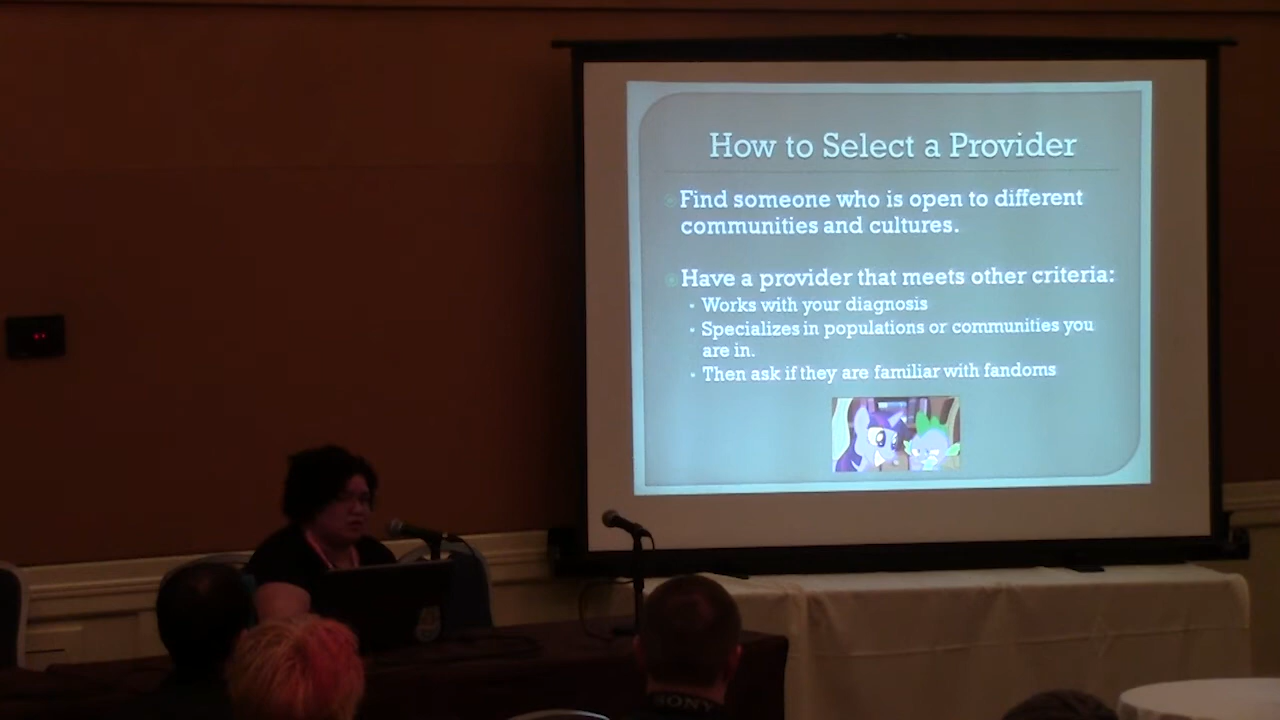 How to Select a Provider
Find someone who is open to different
communities and cultures.
Have a provider that meets other criteria:
Works with your diagnosis
Specializes in populations or communities you
are in.
Then ask if they are familiar with fandoms
SONY